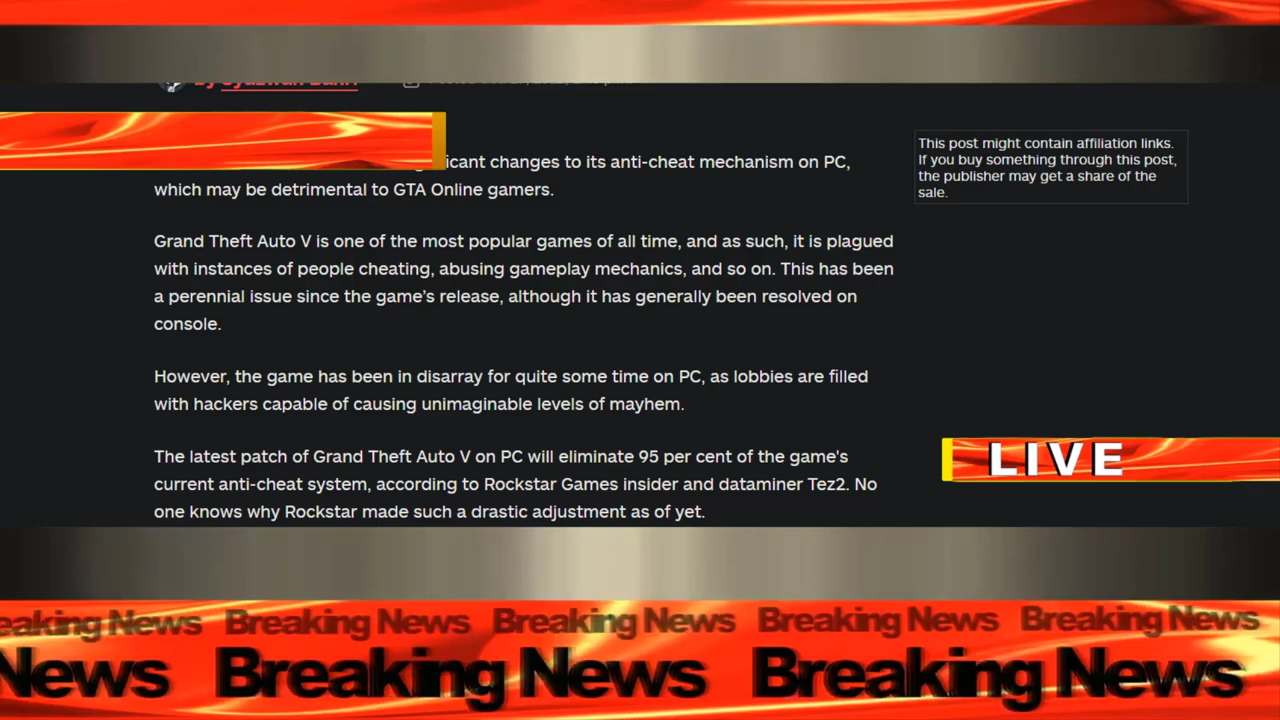 by
icant changes to its anti-cheat mechanism on PC,
which may be detrimental to GTA Online gamers.
Grand Theft Auto V is one of the most popular games of all time, and as such, it is plagued
with instances of people cheating, abusing gameplay mechanics, and so on. This has been
a perennial issue since the game's release, although it has generally been resolved on
console.
However, the game has been in disarray for quite some time on PC, as lobbies are filled
with hackers capable of causing unimaginable levels of mayhem.
The latest patch of Grand Theft Auto V on PC will eliminate 95 per cent of the game's
current anti-cheat system, according to Rockstar Games insider and dataminer Tez2. No
one knows why Rockstar made such a drastic adjustment as of yet.
This post might contain affiliation links.
If you buy something through this post,
the publisher may get a share of the
sale.
LIVE
eaking News Breaking News Breaking News Breaking News Breaking News
News Breaking News Breaking News